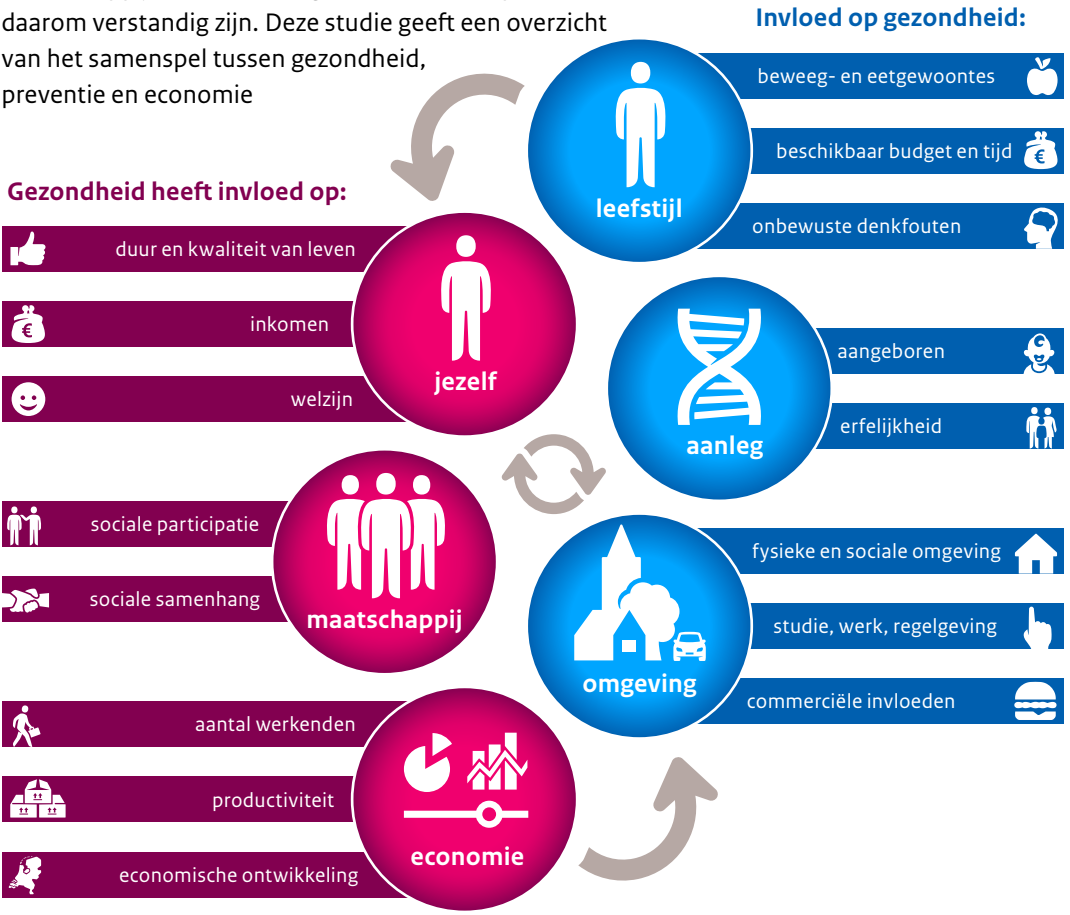 daarom verstandig zijn. Deze studie geeft een overzicht
van het samenspel tussen gezondheid,
preventie en economie
Invloed op gezondheid:
beweeg- en eetgewoontes
beschikbaar budget en tijd
€
onbewuste denkfouten
leefstijl
aangeboren
erfelijkheid
aanleg
fysieke en sociale omgeving
studie, werk, regelgeving
commerciële invloeden
omgeving
Gezondheid heeft invloed op:
duur en kwaliteit van leven
€
inkomen
welzijn
jezelf
sociale participatie
sociale samenhang
maatschappij
aantal werkenden
productiviteit
economische ontwikkeling
economie